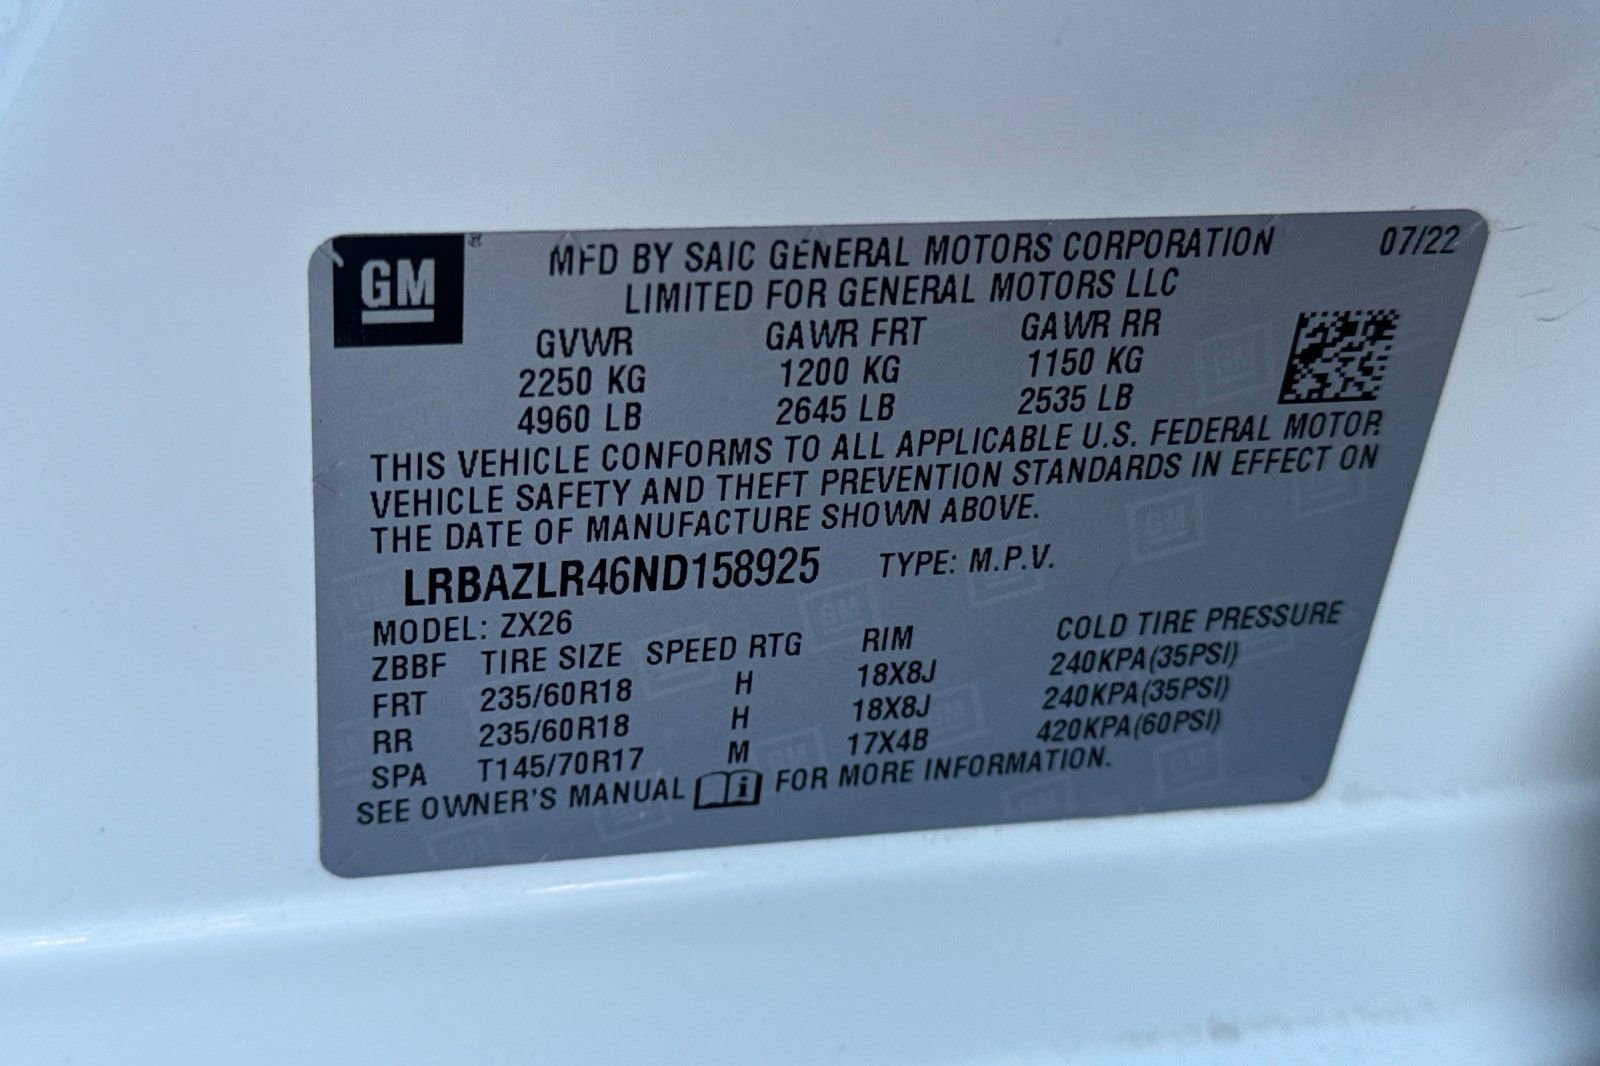 GM ®
MFD BY SAIC GENERAL MOTORS CORPORATION 07/22
LIMITED FOR GENERAL MOTORS LLC
GVWR GAWR FRT GAWR RR
2250 KG 1200 KG 1150 KG
4960 LB 2645 LB 2535 LB
THIS VEHICLE CONFORMS TO ALL APPLICABLE U.S. FEDERAL MOTOR
VEHICLE SAFETY AND THEFT PREVENTION STANDARDS IN EFFECT ON
THE DATE OF MANUFACTURE SHOWN ABOVE.
LRBAZLR46ND158925 TYPE: M.P.V.
MODEL: ZX26
ZBBF TIRE SIZE SPEED RTG RIM COLD TIRE PRESSURE
FRT 235/60R18 H 18X8J 240KPA(35PSI)
RR 235/60R18 H 18X8J 240KPA(35PSI)
SPA T145/70R17 M 17X4B 420KPA(60PSI)
SEE OWNER'S MANUAL i FOR MORE INFORMATION.